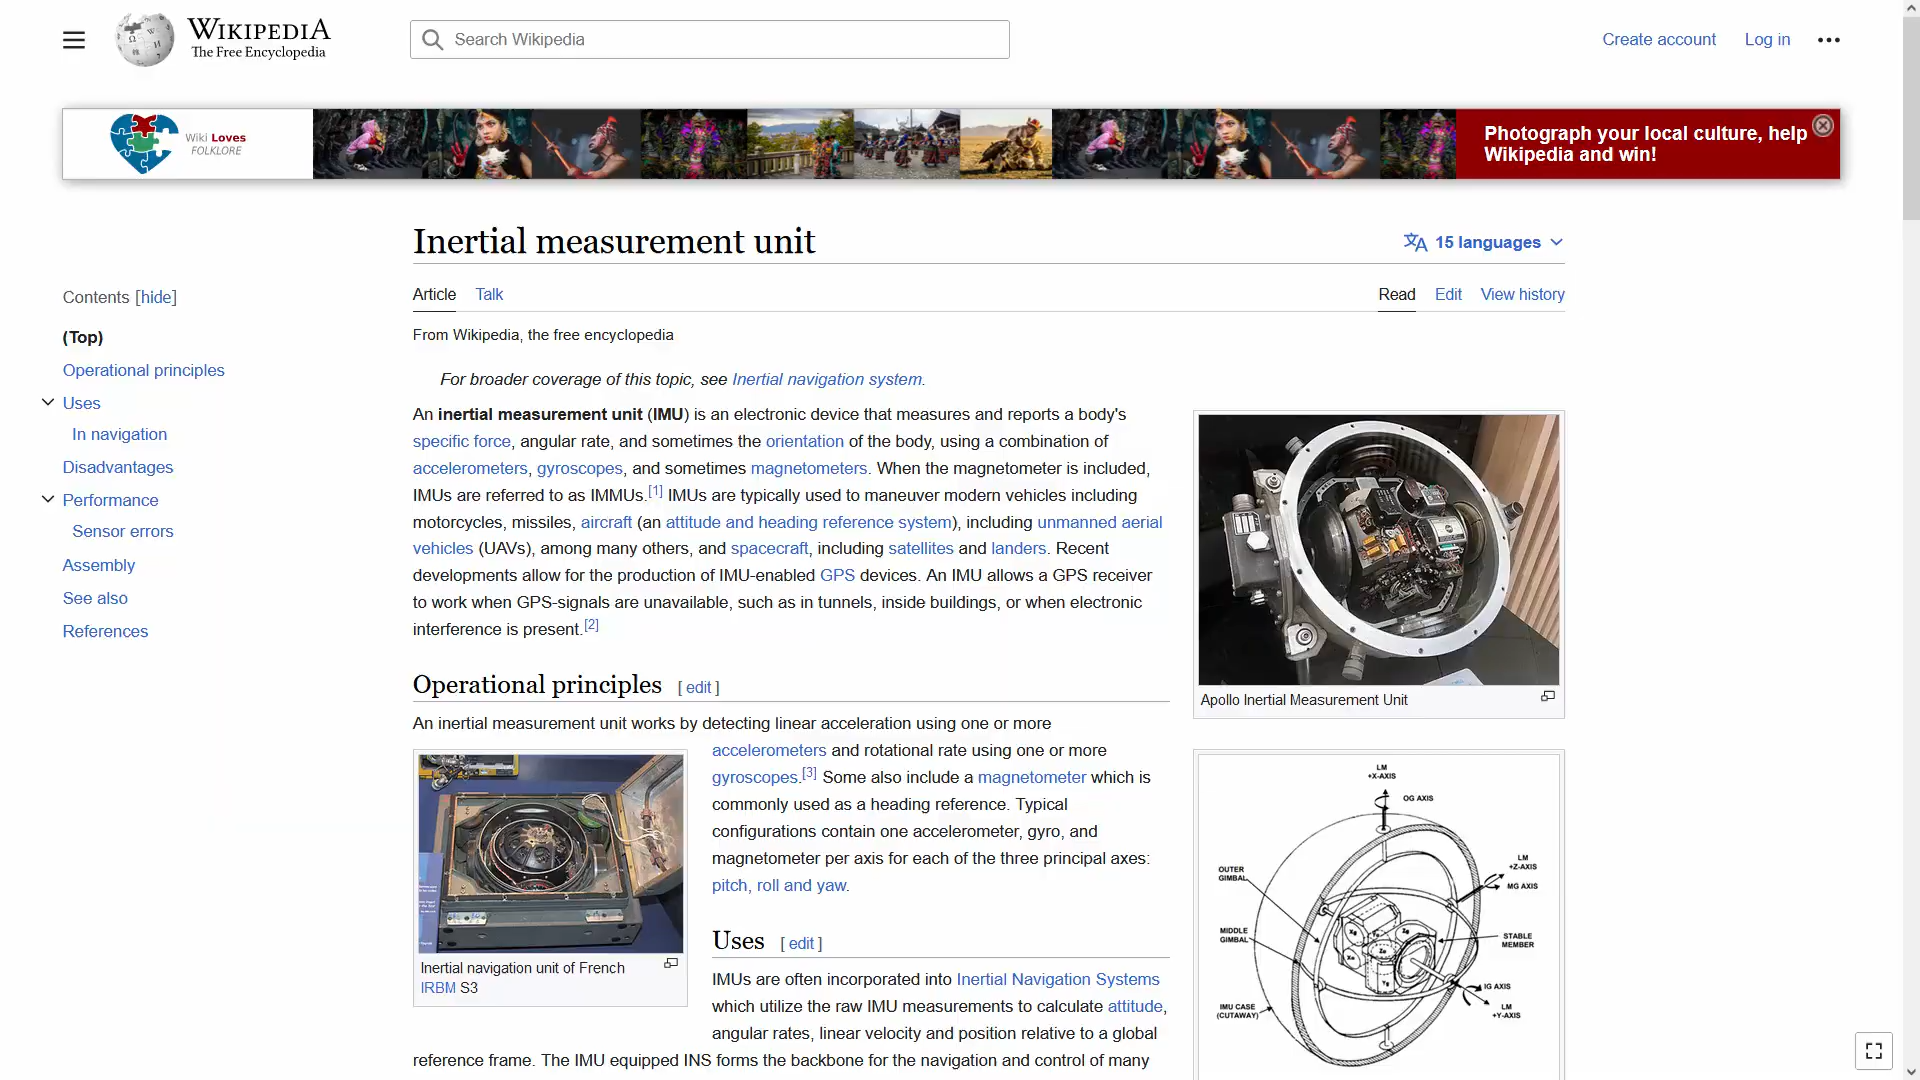 WIKIPEDIA
The Free Encyclopedia
Search Wikipedia
Create account
Log in
Wiki Loves
FOLKLORE
Photograph your local culture, help
Wikipedia and win!
Inertial measurement unit
15 languages
Contents [hide]
(Top)
Operational principles
Uses
In navigation
Disadvantages
Performance
Sensor errors
Assembly
See also
References
Article
Talk
Read
Edit
View history
From Wikipedia, the free encyclopedia
For broader coverage of this topic, see Inertial navigation system.
An inertial measurement unit (IMU) is an electronic device that measures and reports a body's
specific force, angular rate, and sometimes the orientation of the body, using a combination of
accelerometers, gyroscopes, and sometimes magnetometers. When the magnetometer is included,
IMUs are referred to as IMMUs.[1] IMUs are typically used to maneuver modern vehicles including
motorcycles, missiles, aircraft (an attitude and heading reference system), including unmanned aerial
vehicles (UAVs), among many others, and spacecraft, including satellites and landers. Recent
developments allow for the production of IMU-enabled GPS devices. An IMU allows a GPS receiver
to work when GPS-signals are unavailable, such as in tunnels, inside buildings, or when electronic
interference is present.[2]
Apollo Inertial Measurement Unit
Operational principles [ edit ]
An inertial measurement unit works by detecting linear acceleration using one or more
accelerometers and rotational rate using one or more
gyroscopes.[3] Some also include a magnetometer which is
commonly used as a heading reference. Typical
configurations contain one accelerometer, gyro, and
magnetometer per axis for each of the three principal axes:
pitch, roll and yaw.
Inertial navigation unit of French
IRBM S3
Uses [ edit ]
IMUs are often incorporated into Inertial Navigation Systems
which utilize the raw IMU measurements to calculate attitude,
angular rates, linear velocity and position relative to a global
reference frame. The IMU equipped INS forms the backbone for the navigation and control of many
LM
+X-AXIS
OG AXIS
LM
+Z-AXIS
MG AXIS
OUTER
GIMBAL
MIDDLE
GIMBAL
STABLE
MEMBER
IG AXIS
LM
+Y-AXIS
IMU CASE
(CUTAWAY)